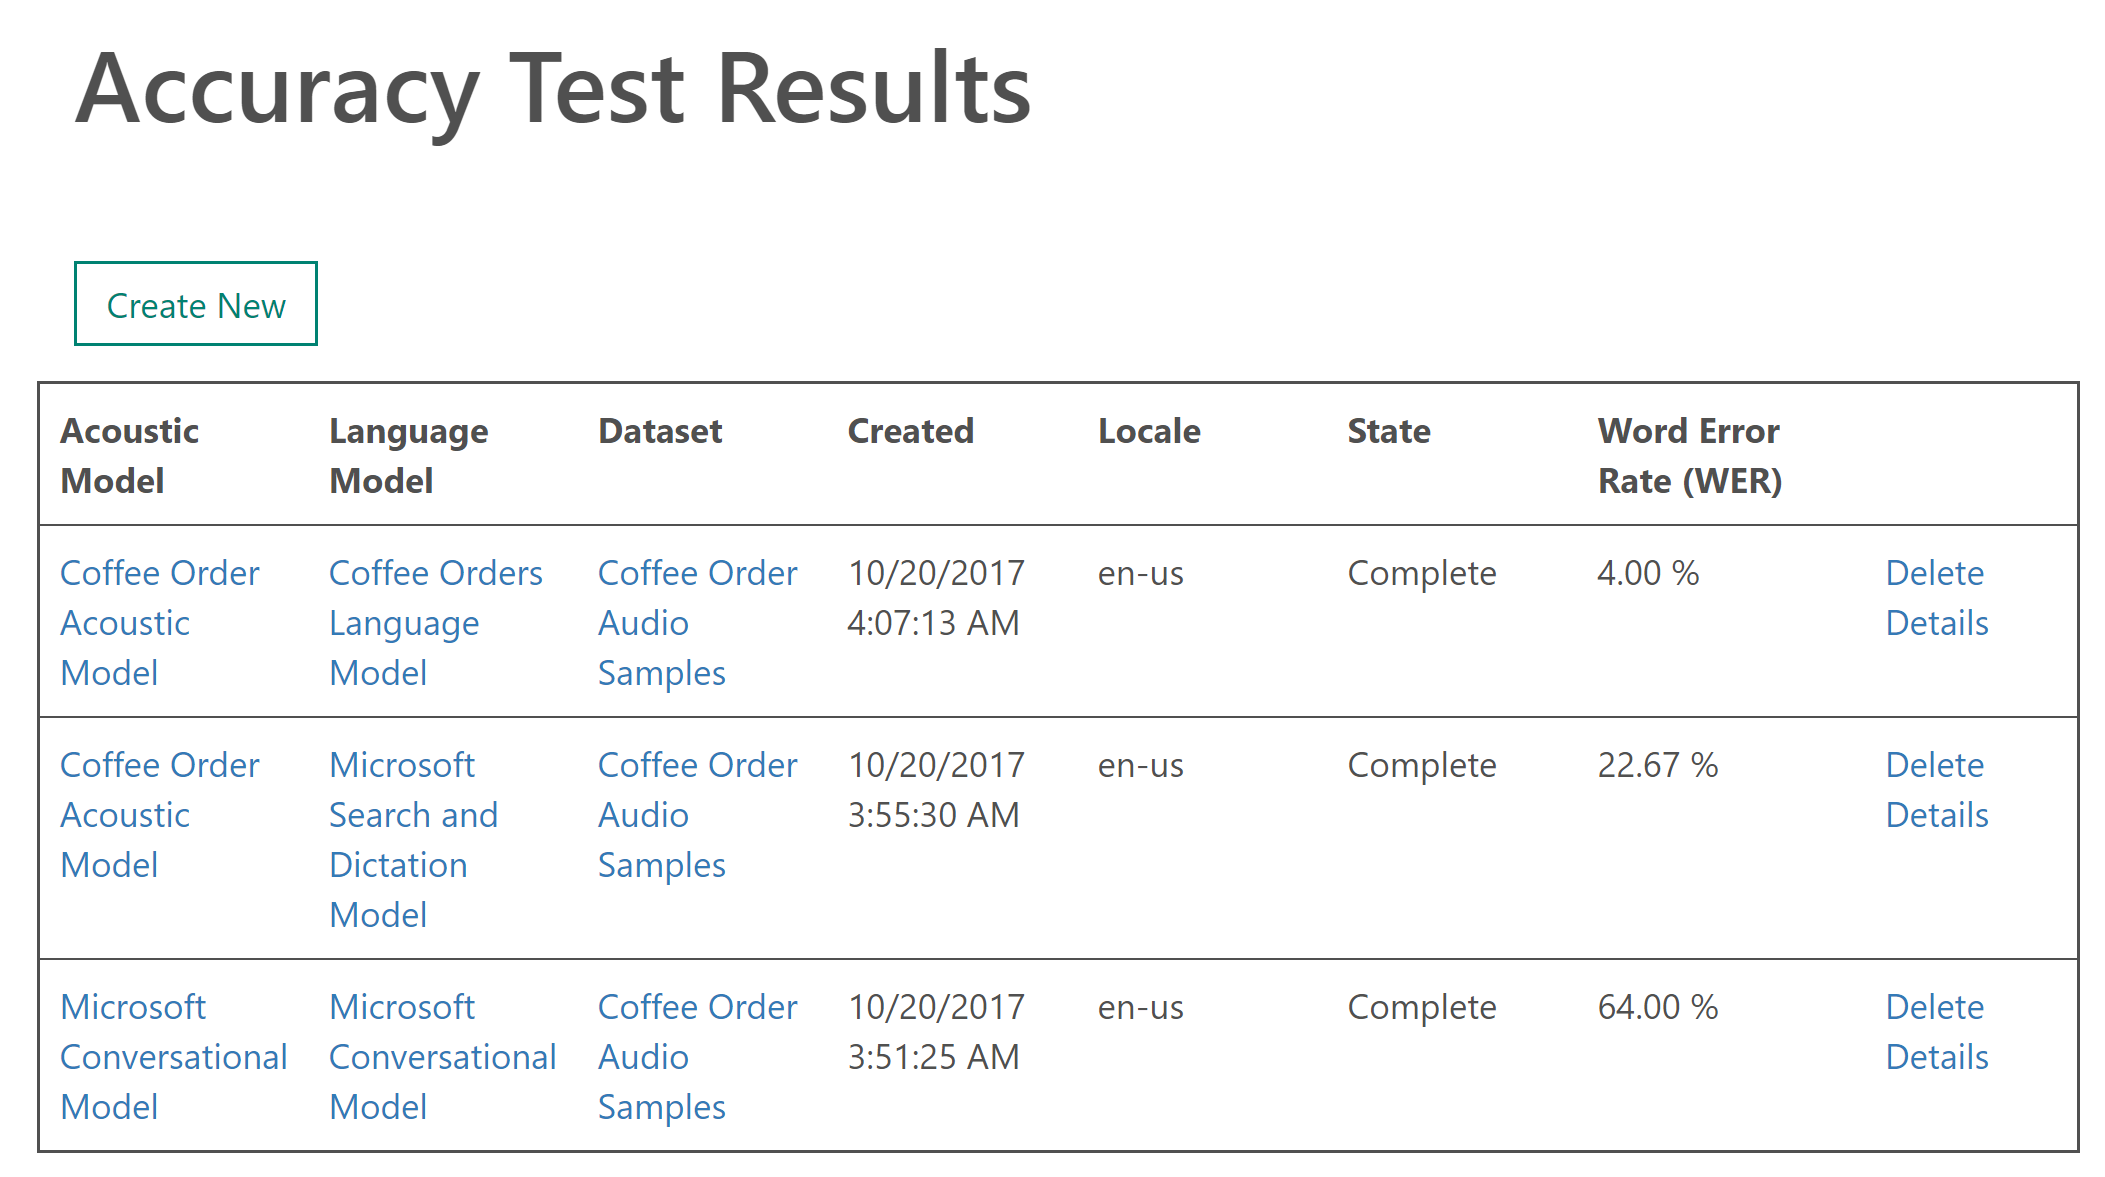 Accuracy Test Results
Create New
Acoustic Model
Language Model
Dataset
Created
Locale
State
Word Error Rate (WER)
Coffee Order Acoustic Model
Coffee Orders Language Model
Coffee Order Audio Samples
10/20/2017 4:07:13 AM
en-us
Complete
4.00 %
Delete
Details
Coffee Order Acoustic Model
Microsoft Search and Dictation Model
Coffee Order Audio Samples
10/20/2017 3:55:30 AM
en-us
Complete
22.67 %
Delete
Details
Microsoft Conversational Model
Microsoft Conversational Model
Coffee Order Audio Samples
10/20/2017 3:51:25 AM
en-us
Complete
64.00 %
Delete
Details